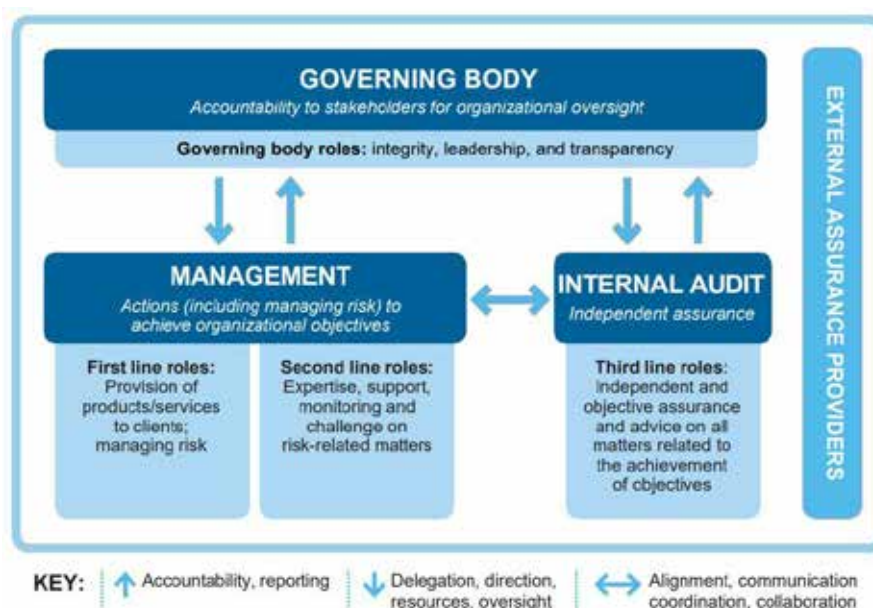 GOVERNING BODY
Accountability to stakeholders for organizational oversight
Governing body roles: integrity, leadership, and transparency
MANAGEMENT
Actions (including managing risk) to
achieve organizational objectives
First line roles:
Provision of
products/services
to clients;
managing risk
Second line roles:
Expertise, support,
monitoring and
challenge on
risk-related matters
INTERNAL AUDIT
Independent assurance
Third line roles:
Independent and
objective assurance
and advice on all
matters related to
the achievement
of objectives
EXTERNAL ASSURANCE PROVIDERS
KEY:
Accountability, reporting
Delegation, direction,
resources, oversight
Alignment, communication
coordination, collaboration